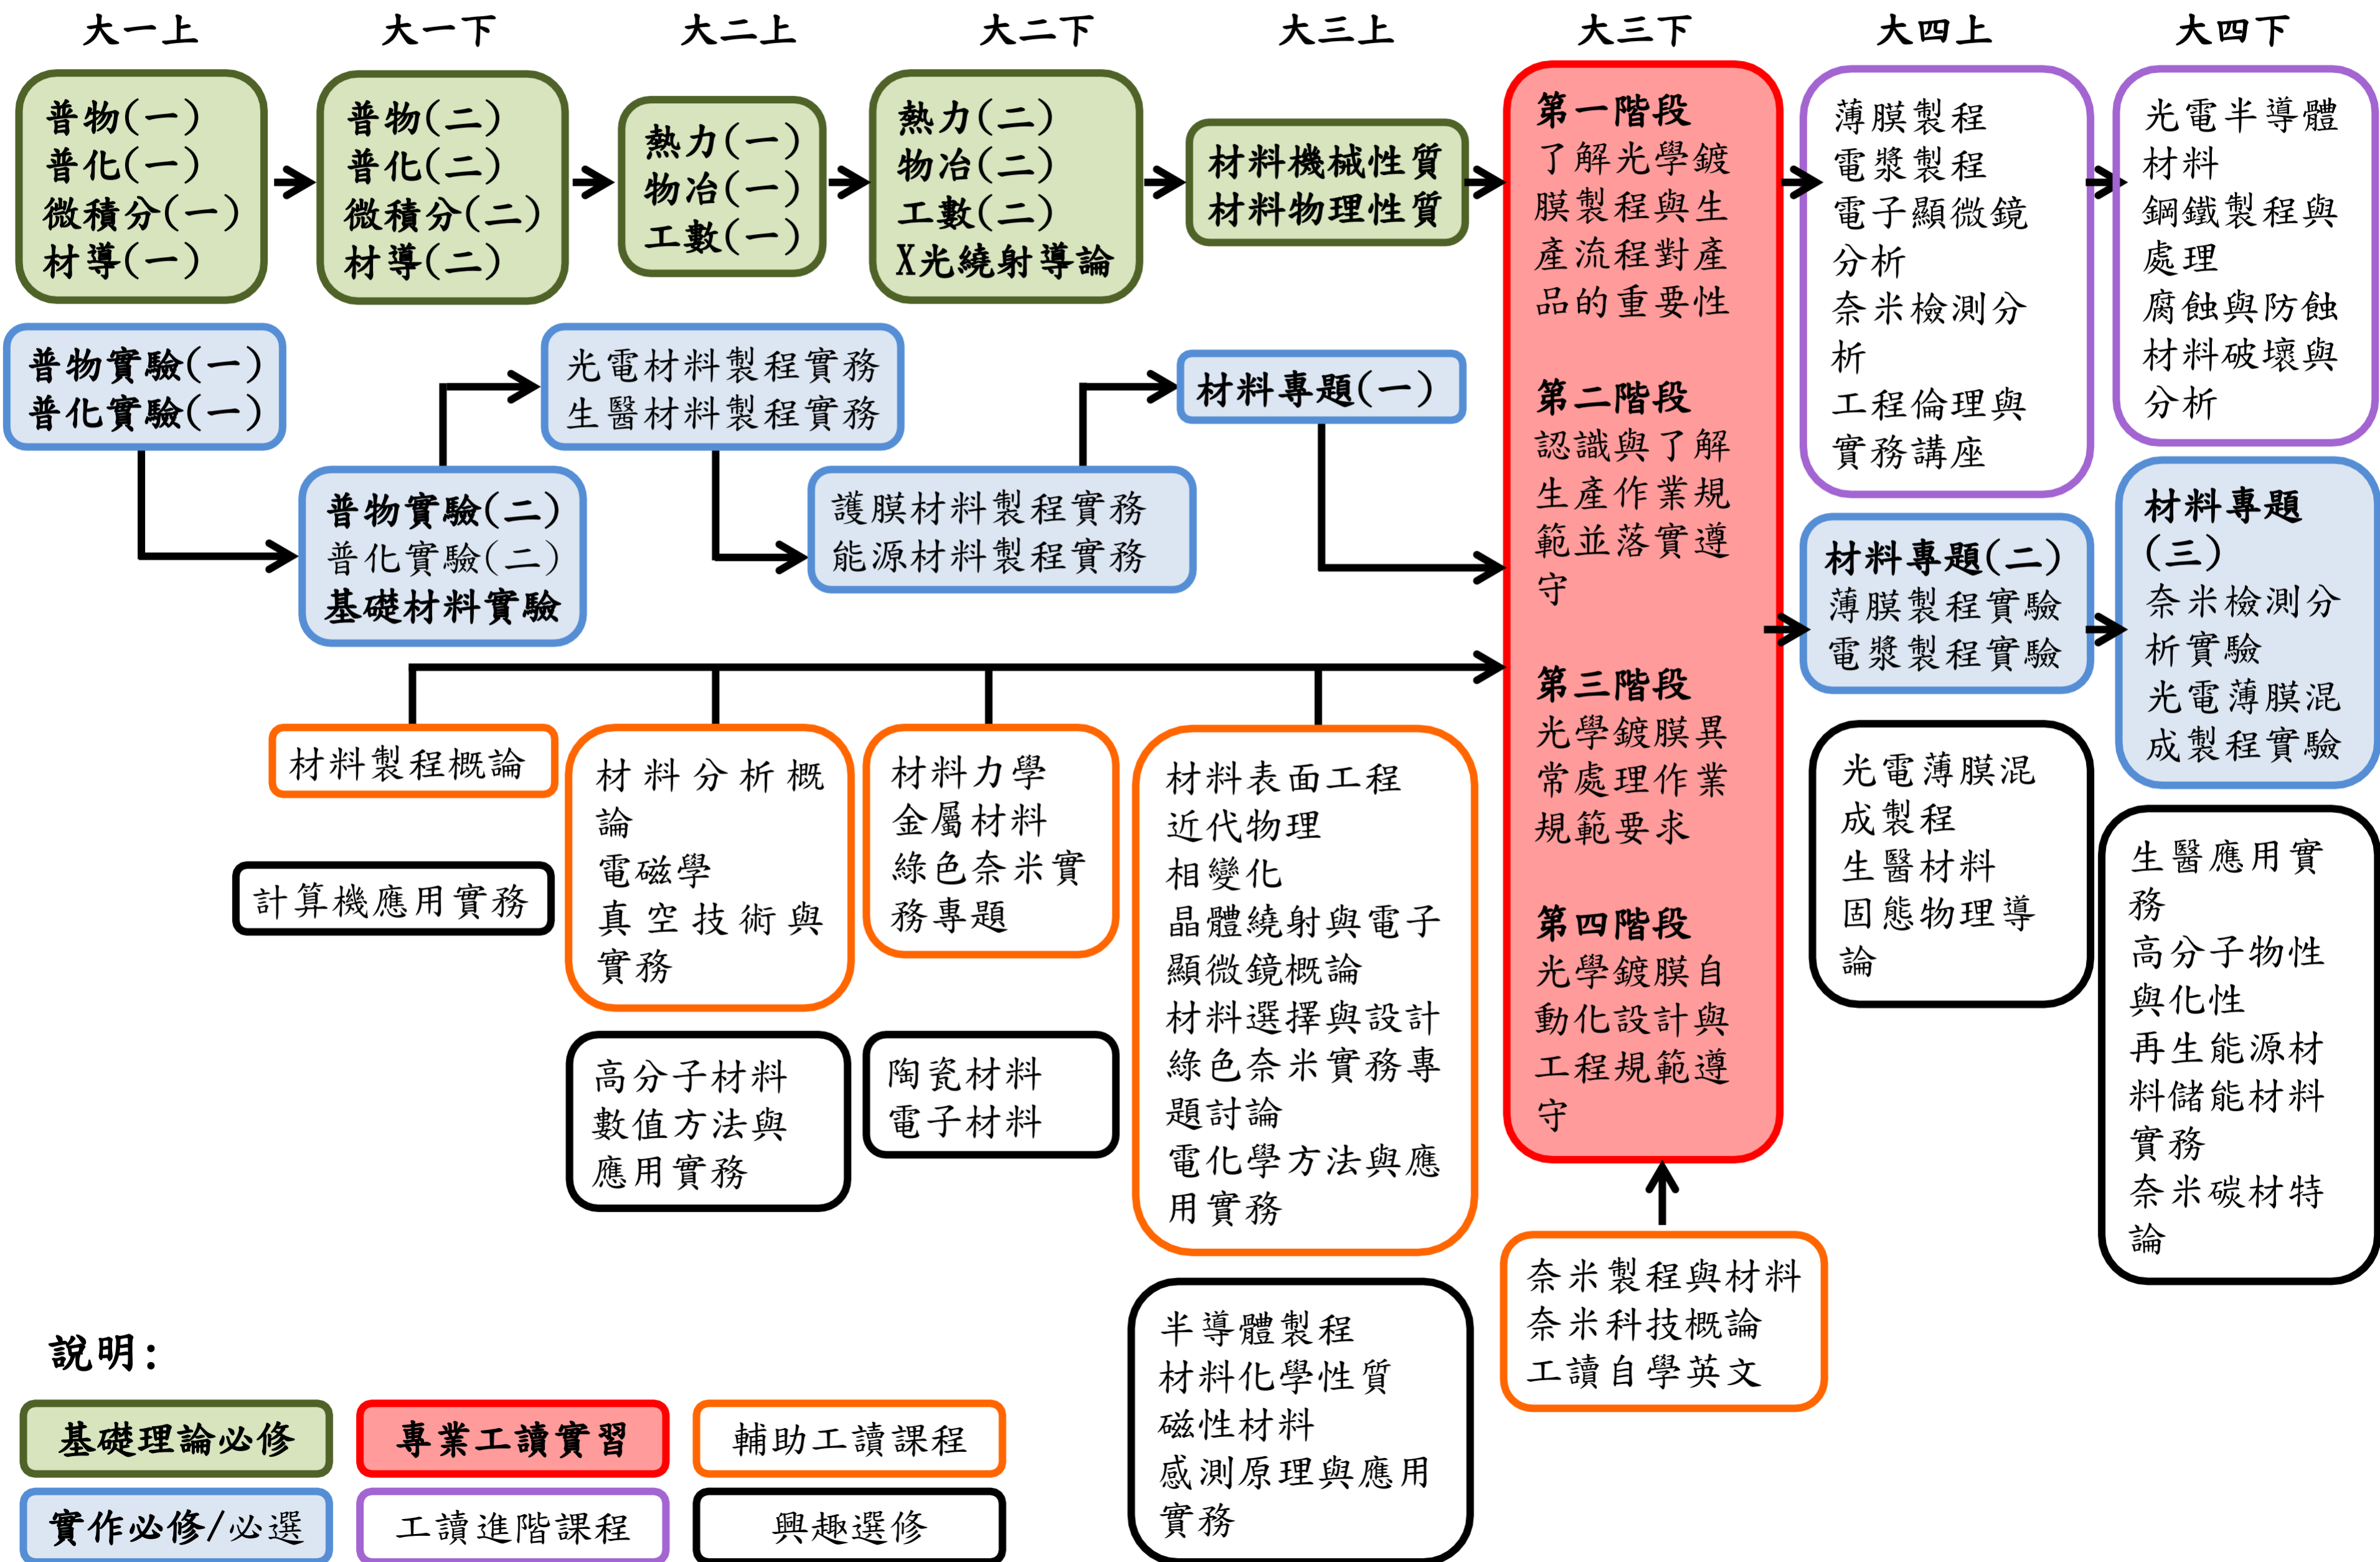 大一上
大一下
大二上
大二下
大三上
大三下
大四上
大四下
普物(一)
普化(一)
微積分(一)
材導(一)
普物(二)
普化(二)
微積分(二)
材導(二)
熱力(一)
物冶(一)
工數(一)
熱力(二)
物冶(二)
工數(二)
X光繞射導論
材料機械性質
材料物理性質
第一階段
了解光學鍍
膜製程與生
產流程對產
品的重要性
第二階段
認識與了解
生產作業規
範並落實遵
守
第三階段
光學鍍膜異
常處理作業
規範要求
第四階段
光學鍍膜自
動化設計與
工程規範遵
守
薄膜製程
電漿製程
電子顯微鏡
分析
奈米檢測分
析
工程倫理與
實務講座
光電半導體
材料
鋼鐵製程與
處理
腐蝕與防蝕
材料破壞與
分析
普物實驗(一)
普化實驗(一)
普物實驗(二)
普化實驗(二)
基礎材料實驗
光電材料製程實務
生醫材料製程實務
護膜材料製程實務
能源材料製程實務
材料專題(一)
材料專題(二)
薄膜製程實驗
電漿製程實驗
材料專題
(三)
奈米檢測分
析實驗
光電薄膜混
成製程實驗
材料製程概論
計算機應用實務
材料分析概
論
電磁學
真空技術與
實務
高分子材料
數值方法與
應用實務
材料力學
金屬材料
綠色奈米實
務專題
陶瓷材料
電子材料
材料表面工程
近代物理
相變化
晶體繞射與電子
顯微鏡概論
材料選擇與設計
綠色奈米實務專
題討論
電化學方法與應
用實務
半導體製程
材料化學性質
磁性材料
感測原理與應用
實務
奈米製程與材料
奈米科技概論
工讀自學英文
光電薄膜混
成製程
生醫材料
固態物理導
論
生醫應用實
務
高分子物性
與化性
再生能源材
料儲能材料
實務
奈米碳材特
論
說明:
基礎理論必修
專業工讀實習
輔助工讀課程
實作必修/必選
工讀進階課程
興趣選修